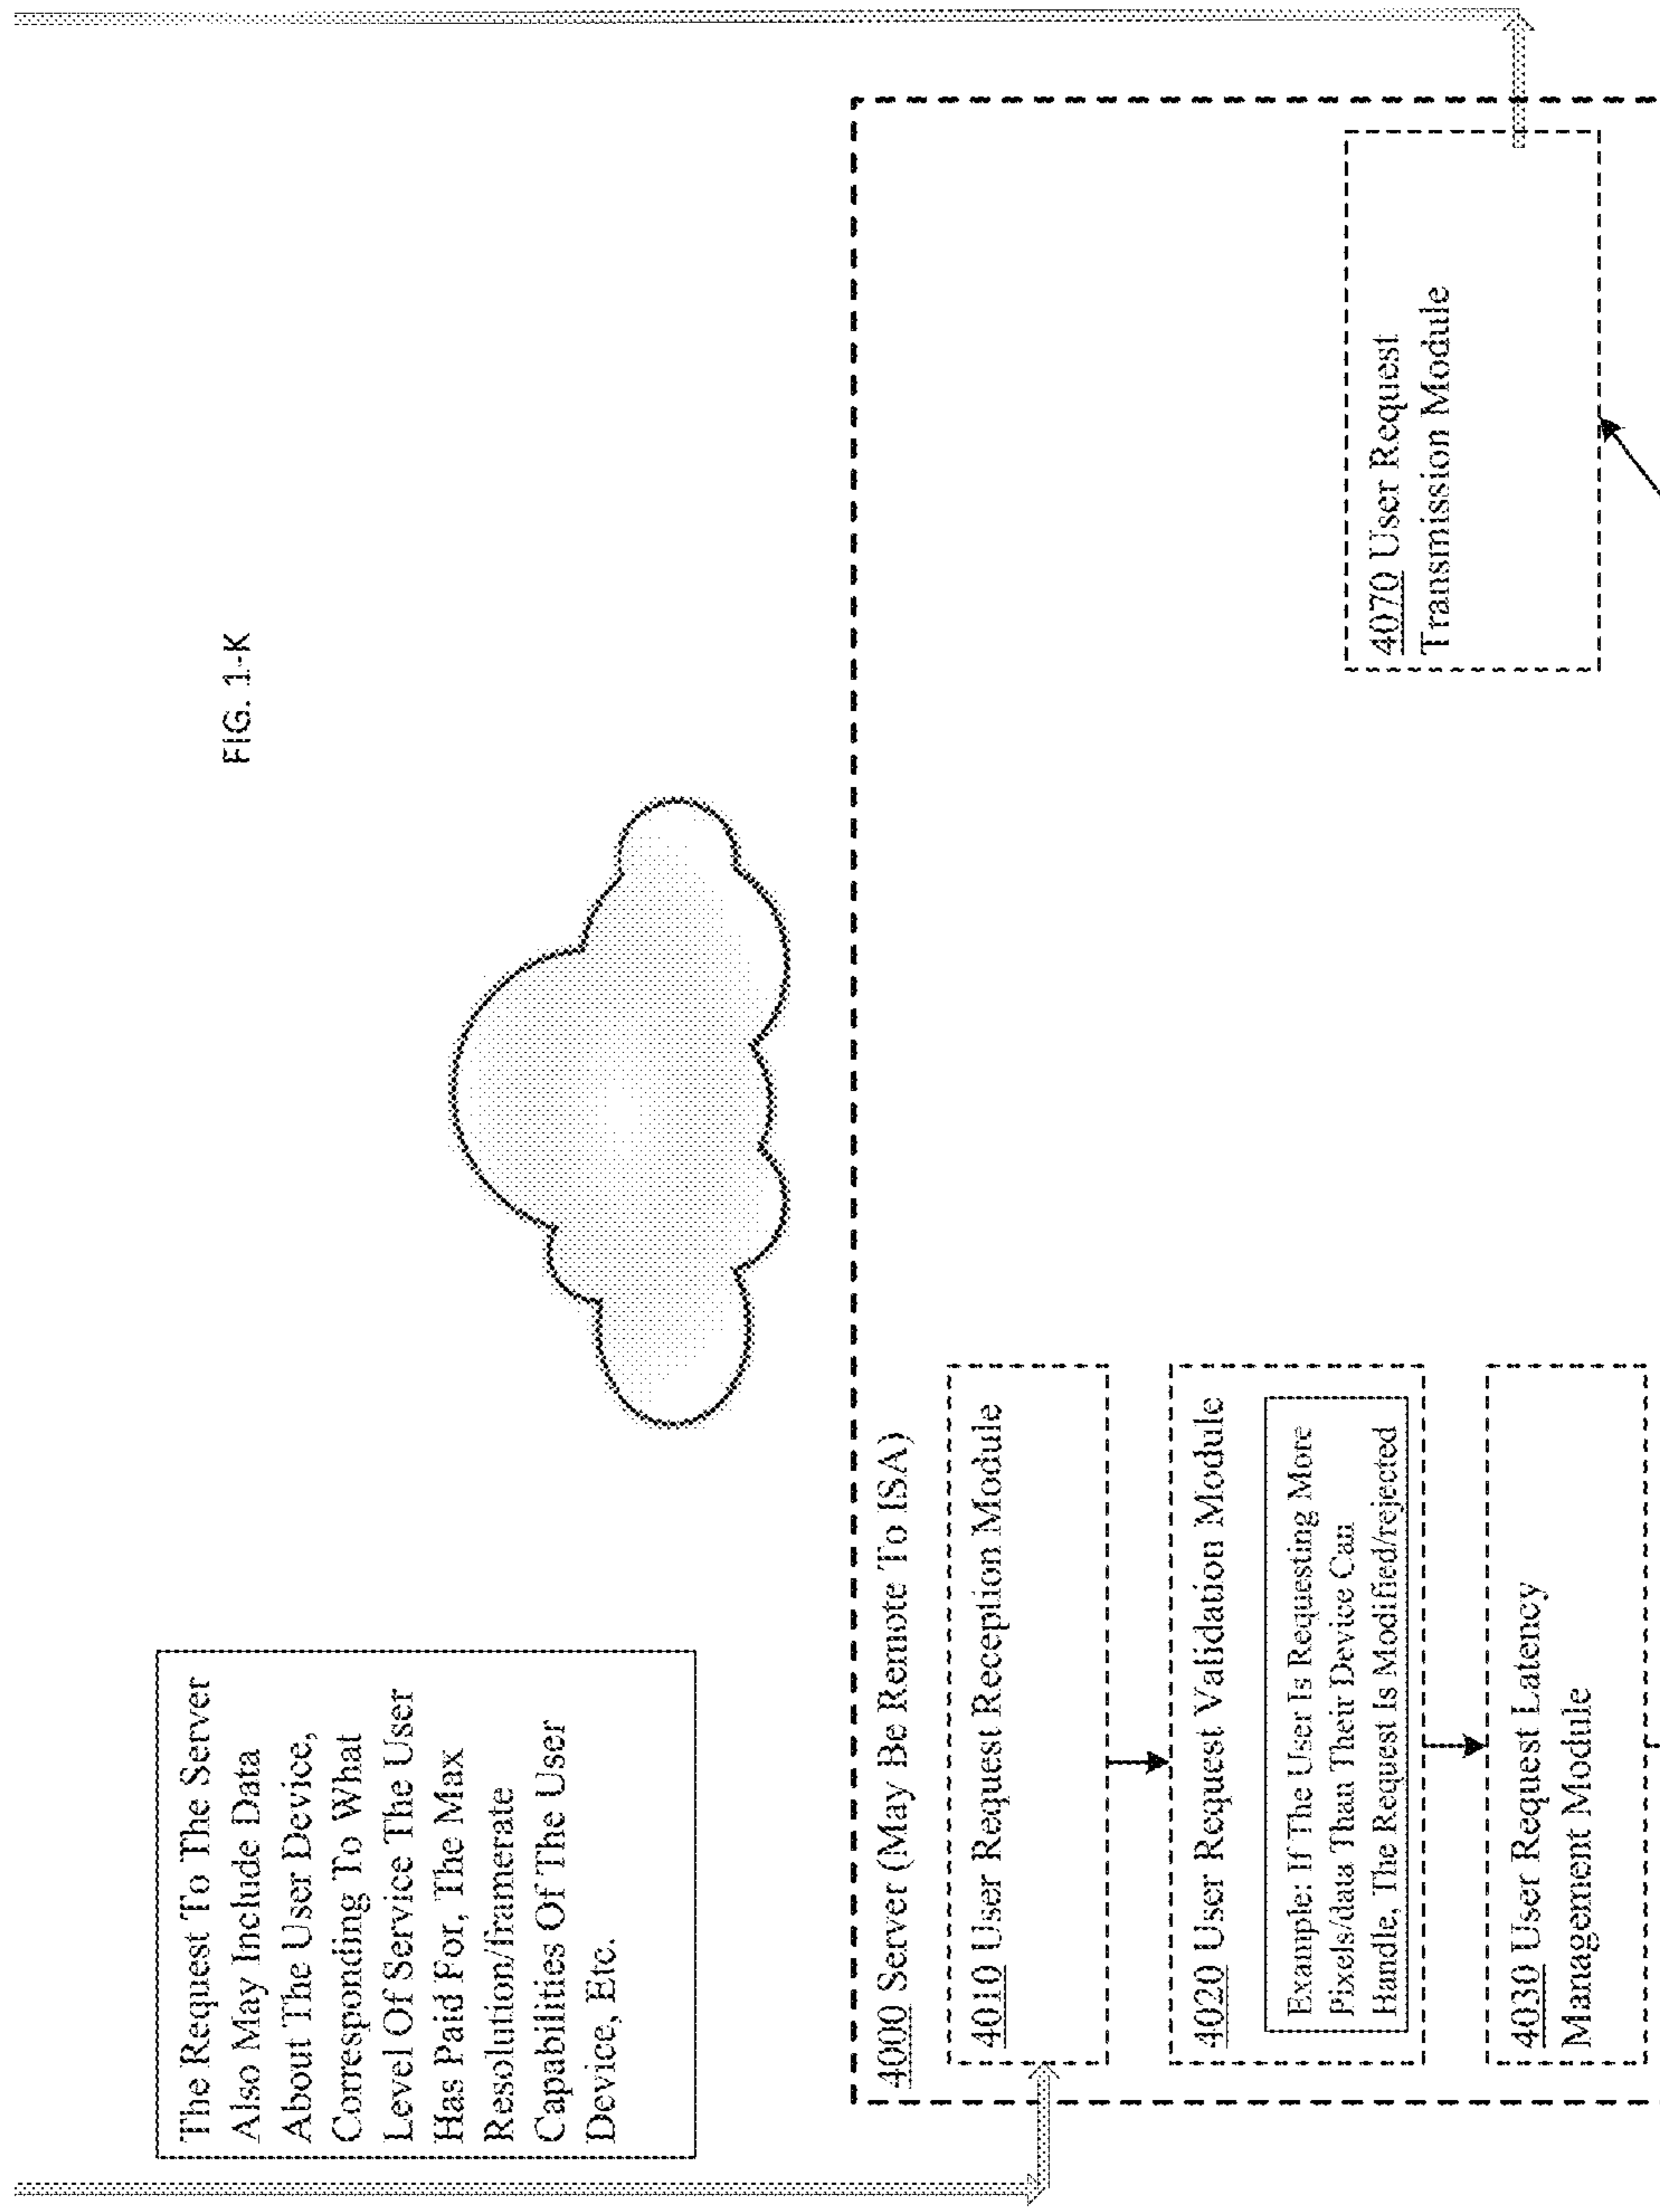 FIG. 1-K
The Request To The Server
Also May Include Data
About The User Device,
Corresponding To What
Level Of Service The User
Has Paid For, The Max
Resolution/framerate
Capabilities Of The User
Device, Etc.
4000 Server (May Be Remote To ISA)
4010 User Request Reception Module
4020 User Request Validation Module
Example: If The User Is Requesting More
Pixels/data Than Their Device Can
Handle, The Request Is Modified/rejected
4030 User Request Latency
Management Module
4070 User Request
Transmission Module